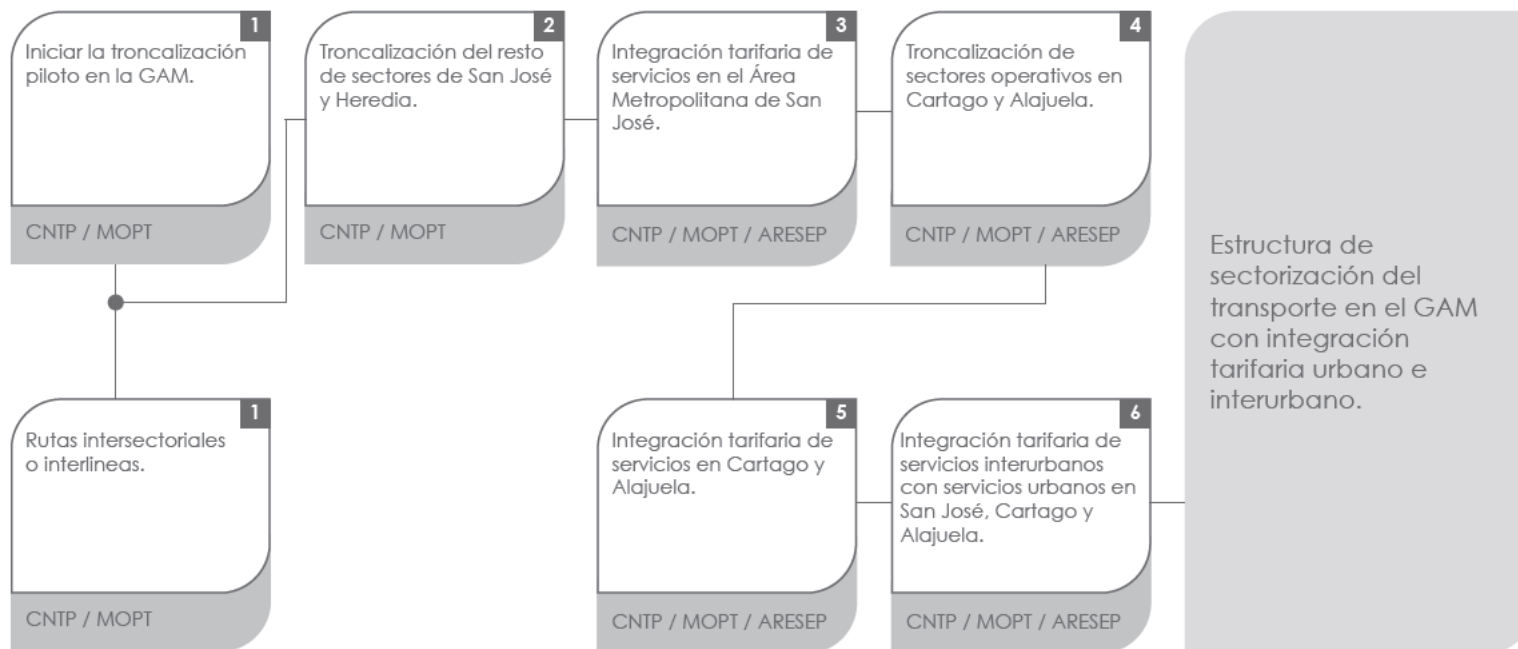 1
Iniciar la troncalización
piloto en la GAM.
CNTP / MOPT
2
Troncalización del resto
de sectores de San José
y Heredia.
CNTP / MOPT
3
Integración tarifaria de
servicios en el Área
Metropolitana de San
José.
CNTP / MOPT / ARESEP
4
Troncalización de
sectores operativos en
Cartago y Alajuela.
CNTP / MOPT / ARESEP
1
Rutas intersectoriales
o interlineas.
CNTP / MOPT
5
Integración tarifaria de
servicios en Cartago y
Alajuela.
CNTP / MOPT / ARESEP
6
Integración tarifaria de
servicios interurbanos
con servicios urbanos en
San José, Cartago y
Alajuela.
CNTP / MOPT / ARESEP
Estructura de
sectorización del
transporte en el GAM
con integración
tarifaria urbano e
interurbano.